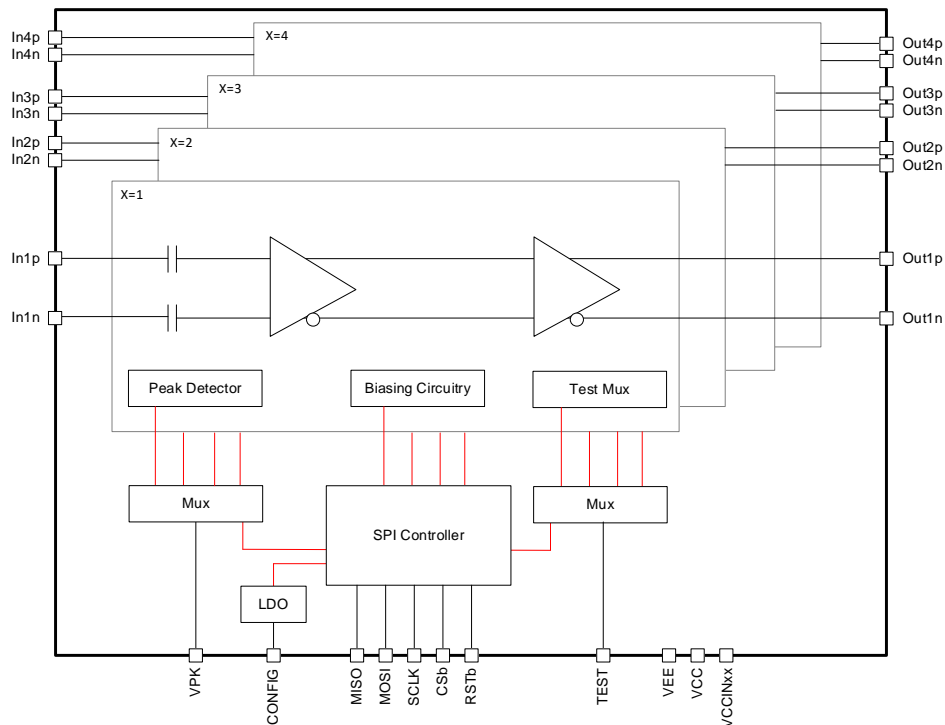 In4p
In4n
X=4
Out4p
Out4n
In3p
In3n
X=3
Out3p
Out3n
In2p
In2n
X=2
Out2p
Out2n
X=1
In1p
Out1p
In1n
Out1n
Peak Detector
Biasing Circuitry
Test Mux
Mux
SPI Controller
Mux
LDO
VPK
CONFIG
MISO
MOSI
SCLK
CSb
RSTb
TEST
VEE
VCC
VCCINxx